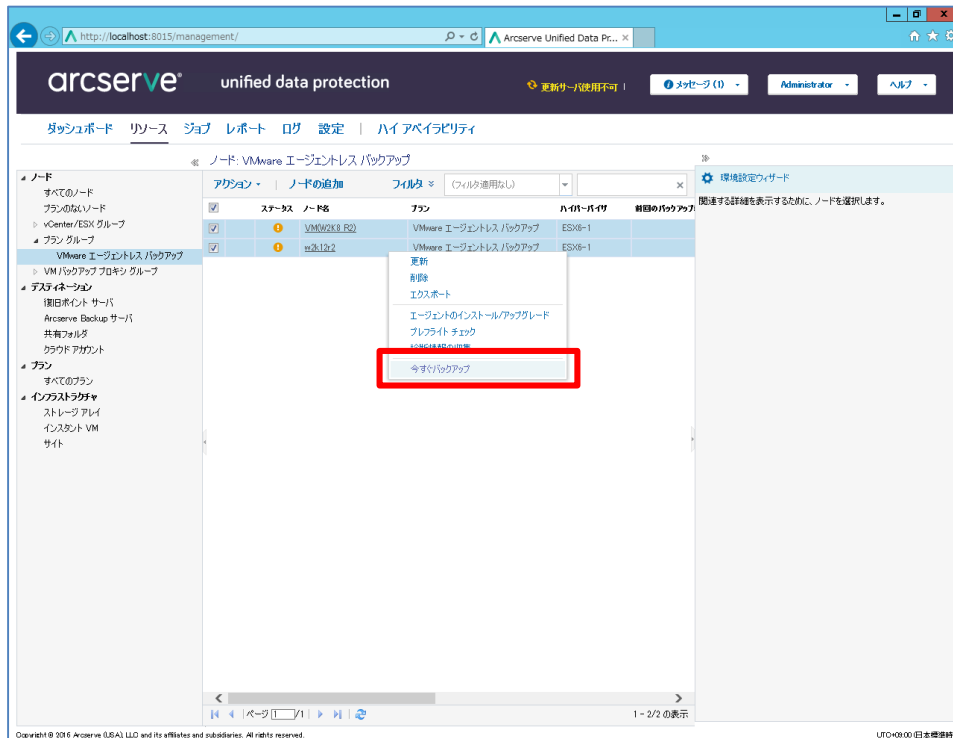 http://localhost:8015/management/
Arcserve Unified Data Pr...
arcserve® unified data protection
更新サーバ使用不可 |
メッセージ (1)
Administrator
ヘルプ
ダッシュボード リソース ジョブ レポート ログ 設定 | ハイ アベイラビリティ
ノード: VMware エージェントレス バックアップ
ノード
すべてのノード
プランのないノード
vCenter/ESX グループ
プラン グループ
VMware エージェントレス バックアップ
VM バックアップ プロキシ グループ
デスティネーション
復旧ポイント サーバ
Arcserve Backup サーバ
共有フォルダ
クラウド アカウント
プラン
すべてのプラン
インフラストラクチャ
ストレージ アレイ
インスタント VM
サイト
アクション | ノードの追加 フィルタ (フィルタ適用なし)
ステータス ノード名 プラン ハイパーバイザ 前回のバックアップ
VM(W2K8 R2) VMware エージェントレス バックアップ ESX6-1
w2k12r2 VMware エージェントレス バックアップ ESX6-1
更新
削除
エクスポート
エージェントのインストール/アップグレード
プレフライト チェック
診断情報の収集
今すぐバックアップ
環境設定ウィザード
関連する詳細を表示するために、ノードを選択します。
ページ 1 /1
1 - 2/2 の表示
Copyright © 2016 Arcserve (USA), LLC and its affiliates and subsidiaries. All rights reserved.
UTC+09:00 (日本標準時